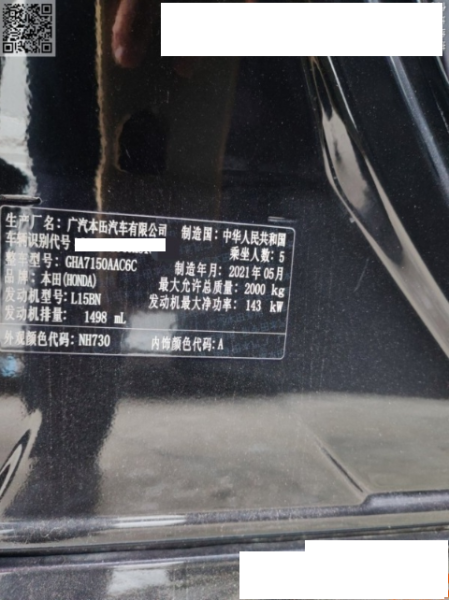 生产厂名：广汽本田汽车有限公司 制造国：中华人民共和国
车辆识别代号 乘坐人数：5
整车型号：GHA7150AAC6C 制造年月：2021年05月
品牌：本田(HONDA) 最大允许总质量：2000 kg
发动机型号：L15BN 发动机最大净功率：143 kW
发动机排量：1498 mL
外观颜色代码：NH730 内饰颜色代码:A